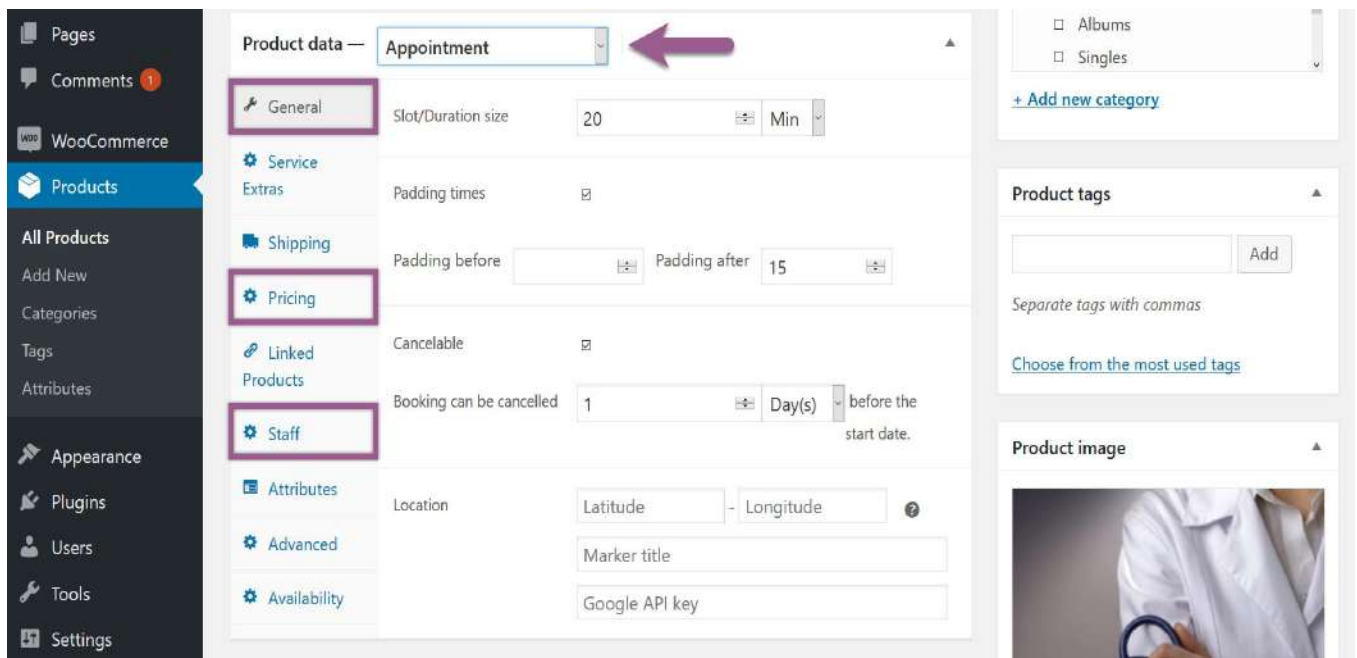 Pages
Comments 1
WOO WooCommerce
Products
All Products
Add New
Categories
Tags
Attributes
Appearance
Plugins
Users
Tools
Settings
Product data — Appointment
General
Service
Extras
Shipping
Pricing
Linked
Products
Staff
Attributes
Advanced
Availability
Slot/Duration size 20 Min
Padding times
Padding before Padding after 15
Cancelable
Booking can be cancelled 1 Day(s) before the
start date.
Location Latitude - Longitude ?
Marker title
Google API key
Albums
Singles
+ Add new category
Product tags
Add
Separate tags with commas
Choose from the most used tags
Product image